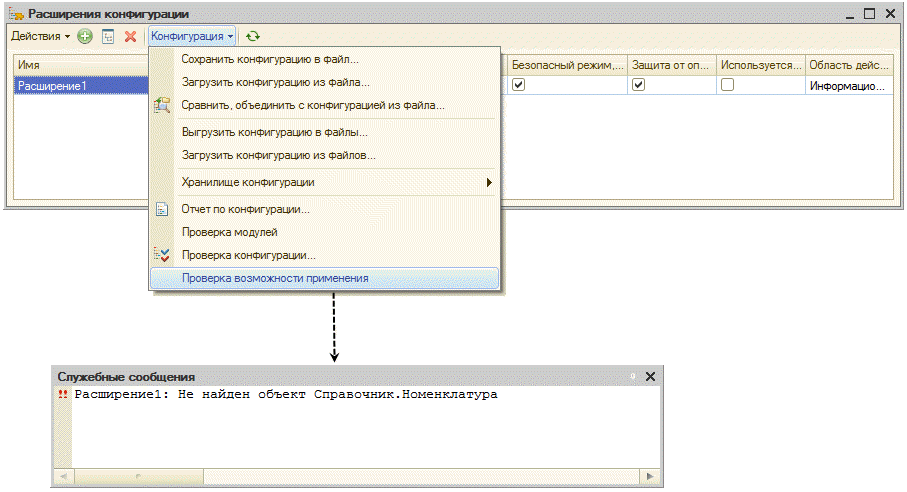 Расширения конфигурации
Действия Конфигурация
Имя Безопасный режим,... Защита от оп... Используется... Область дейс...
Расширение1 Информацио...
Сохранить конфигурацию в файл...
Загрузить конфигурацию из файла...
Сравнить, объединить с конфигурацией из файла...
Выгрузить конфигурацию в файлы...
Загрузить конфигурацию из файлов...
Хранилище конфигурации
Отчет по конфигурации...
Проверка модулей
Проверка конфигурации...
Проверка возможности применения
Служебные сообщения
!! Расширение1: Не найден объект Справочник.Номенклатура